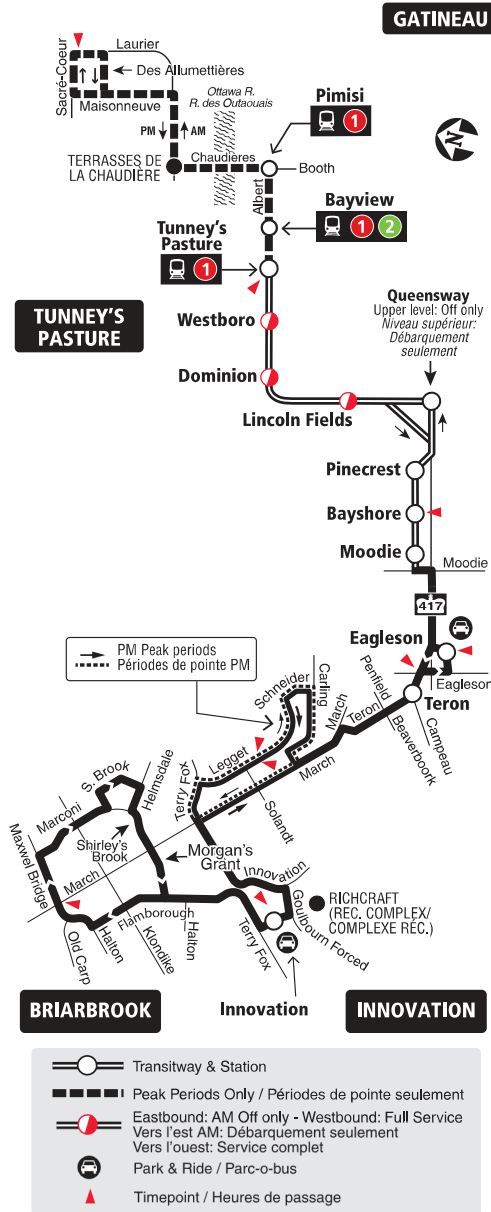 GATINEAU
Laurier
Des Allumettières
Sacré-Coeur
Maisonneuve
Ottawa R.
R. des Outaouais
PM
AM
TERRASSES DE
LA CHAUDIÈRE
Chaudières
Pimisi
1
Booth
N
Albert
Bayview
1 2
Tunney's
Pasture
1
TUNNEY'S
PASTURE
Westboro
Dominion
Lincoln Fields
Queensway
Upper level: Off only
Niveau supérieur:
Débarquement
seulement
Pinecrest
Bayshore
Moodie
Moodie
417
Eagleson
Eagleson
Teron
PM Peak periods
Périodes de pointe PM
Schneider
Carling
Legget
March
Teron
Penfield
Beaverboork
Campeau
March
Solandt
Terry Fox
S. Brook
Helmsdale
Marconi
Maxwel Bridge
Shirley's
Brook
March
Morgan's
Grant
Innovation
Goulbourn Forced
RICHCRAFT
(REC. COMPLEX/
COMPLEXE RÉC.)
Old Carp
Halton
Flamborough
Klondike
Halton
Terry Fox
BRIARBROOK
Innovation
INNOVATION
Transitway & Station
Peak Periods Only / Périodes de pointe seulement
Eastbound: AM Off only - Westbound: Full Service
Vers l'est AM: Débarquement seulement
Vers l'ouest: Service complet
Park & Ride / Parc-o-bus
Timepoint / Heures de passage